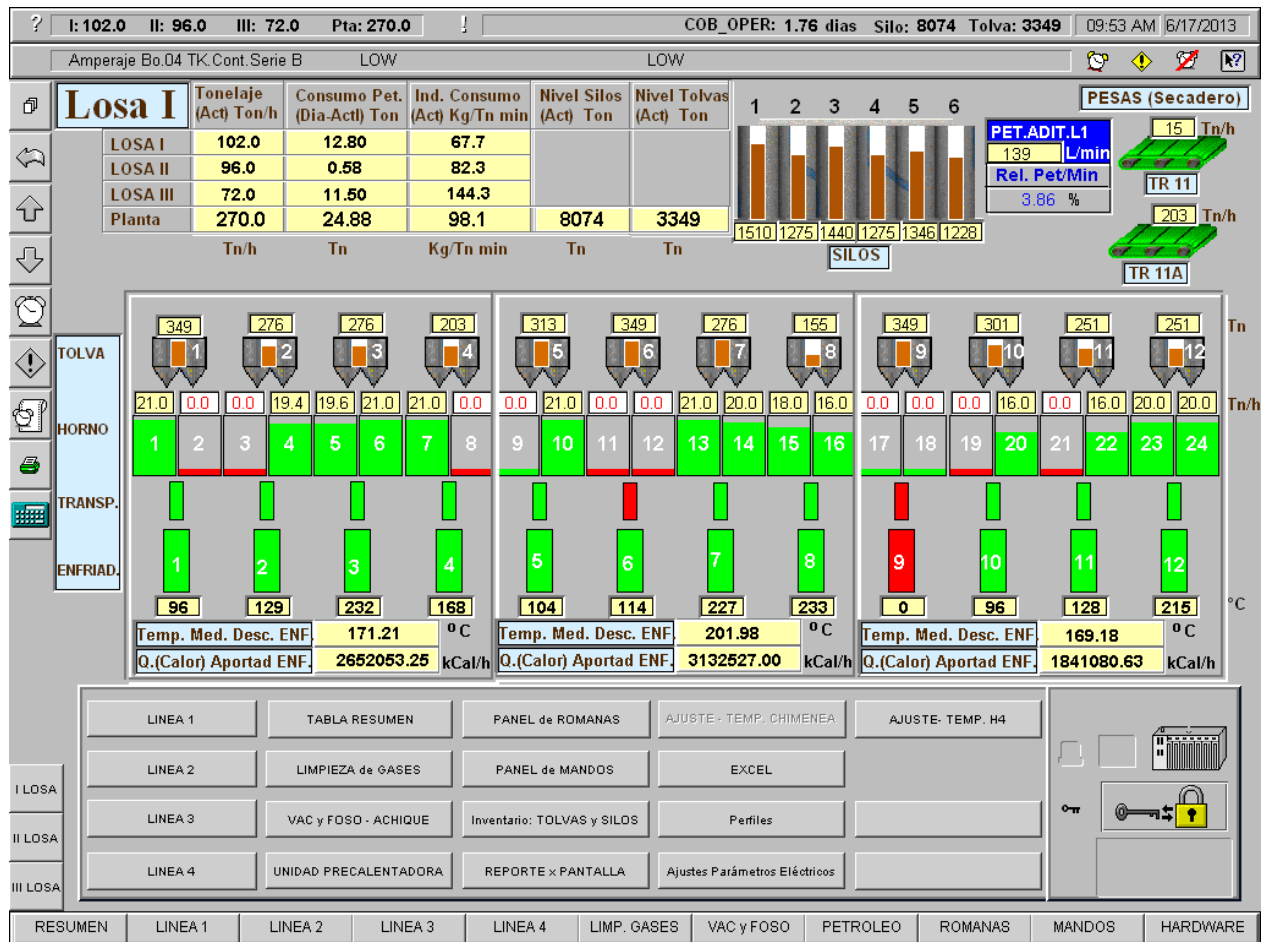 ? I: 102.0 II: 96.0 III: 72.0 Pta: 270.0 ! COB_OPER: 1.76 dias Silo: 8074 Tolva: 3349 09:53 AM 6/17/2013
Amperaje Bo.04 TK.Cont.Serie B LOW LOW
Losa I
Tonelaje (Act) Ton/h
Consumo Pet. (Dia-Actl) Ton
Ind. Consumo (Act) Kg/Tn min
Nivel Silos (Act) Ton
Nivel Tolvas (Act) Ton
LOSA I 102.0 12.80 67.7
LOSA II 96.0 0.58 82.3
LOSA III 72.0 11.50 144.3
Planta 270.0 24.88 98.1 8074 3349
Tn/h Tn Kg/Tn min Tn Tn
1 2 3 4 5 6
1510 1275 1440 1275 1346 1228
SILOS
PET.ADIT.L1
139 L/min
Rel. Pet/Min
3.86 %
PESAS (Secadero)
15 Tn/h
TR 11
203 Tn/h
TR 11A
349 276 276 203 313 349 276 155 349 301 251 251 Tn
TOLVA 1 2 3 4 5 6 7 8 9 10 11 12
21.0 0.0 0.0 19.4 19.6 21.0 21.0 0.0 0.0 21.0 0.0 0.0 21.0 20.0 18.0 16.0 0.0 0.0 0.0 16.0 0.0 16.0 20.0 20.0 Tn/h
HORNO 1 2 3 4 5 6 7 8 9 10 11 12 13 14 15 16 17 18 19 20 21 22 23 24
TRANSP.
ENFRIAD. 1 2 3 4 5 6 7 8 9 10 11 12
96 129 232 168 104 114 227 233 0 96 128 215 °C
Temp. Med. Desc. ENF. 171.21 ºC Temp. Med. Desc. ENF. 201.98 ºC Temp. Med. Desc. ENF. 169.18 ºC
Q.(Calor) Aportad ENF. 2652053.25 kCal/h Q.(Calor) Aportad ENF. 3132527.00 kCal/h Q.(Calor) Aportad ENF. 1841080.63 kCal/h
LINEA 1 TABLA RESUMEN PANEL de ROMANAS AJUSTE - TEMP. CHIMENEA AJUSTE- TEMP. H4
LINEA 2 LIMPIEZA de GASES PANEL de MANDOS EXCEL
LINEA 3 VAC y FOSO - ACHIQUE Inventario: TOLVAS y SILOS Perfiles
LINEA 4 UNIDAD PRECALENTADORA REPORTE x PANTALLA Ajustes Parámetros Eléctricos
I LOSA
II LOSA
III LOSA
RESUMEN LINEA 1 LINEA 2 LINEA 3 LINEA 4 LIMP. GASES VAC y FOSO PETROLEO ROMANAS MANDOS HARDWARE